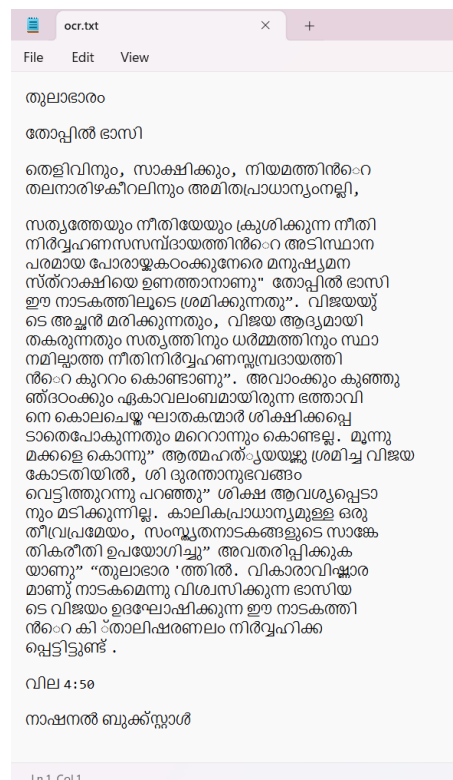 ocr.txt
File Edit View
തുലാഭാരം
തോപ്പിൽ ഭാസി
തെളിവിനും, സാക്ഷിക്കും, നിയമത്തിൻെറ
തലനാരിഴകീറലിനും അമിതപ്രാധാന്യംനല്ലി,
സത്യത്തേയും നീതിയേയും ക്രുശിക്കുന്ന നീതി
നിർവ്വഹണസസമ്പ്ദായത്തിൻെറ അടിസ്ഥാന
പരമായ പോരായ്മകഠംക്കുനേരെ മനുഷ്യമന
സ്ത്റാക്ഷിയെ ഉണത്താനാണു" തോപ്പിൽ ഭാസി
ഈ നാടകത്തിലൂടെ ശ്രമിക്കുന്നതു”. വിജയയു്
ടെ അച്ഛൻ മരിക്കുന്നതും, വിജയ ആദ്യമായി
തകരുന്നതും സത്യത്തിനും ധർമ്മത്തിനും സ്ഥാ
നമില്ലാത്ത നീതിനിർവ്വഹണസ്സമ്പ്രദായത്തി
ൻെറ കുററം കൊണ്ടാണു”. അവാംക്കും കുഞ്ഞു
ഞ്ദഠംക്കും ഏകാവലംബമായിരുന്ന ഭത്താവി
നെ കൊലചെയ്ത ഘാതകന്മാർ ശിക്ഷിക്കപ്പെ
ടാതെപോകുന്നതും മറെറാന്നും കൊണ്ടല്ല. മൂന്നു
മക്കളെ കൊന്നു” ആത്മഹത്്യയയ്ണു ശ്രമിച്ച വിജയ
കോടതിയിൽ, ശി ദുരന്താനുഭവങ്ങം
വെട്ടിത്തുറന്നു പറഞ്ഞു” ശിക്ഷ ആവശ്യപ്പെടാ
നും മടിക്കുന്നില്ല. കാലികപ്രാധാന്യമുള്ള ഒരു
തീവ്രപ്രമേയം, സംസ്കൃതനാടകങ്ങളുടെ സാങ്കേ
തികരീതി ഉപയോഗിച്ചു” അവതരിപ്പിക്കുക
യാണു” “തുലാഭാര 'ത്തിൽ. വികാരാവിഷ്ണാര
മാണു് നാടകമെന്നു വിശ്വസിക്കുന്ന ഭാസിയ
ടെ വിജയം ഉദഘോഷിക്കുന്ന ഈ നാടകത്തി
ൻെറ കി ്താലിഷരണലം നിർവ്വഹിക്ക
പ്പെട്ടിട്ടുണ്ട് .
വില 4:50
നാഷനൽ ബുക്ക്സ്റ്റാൾ
Ln 1, Col 1